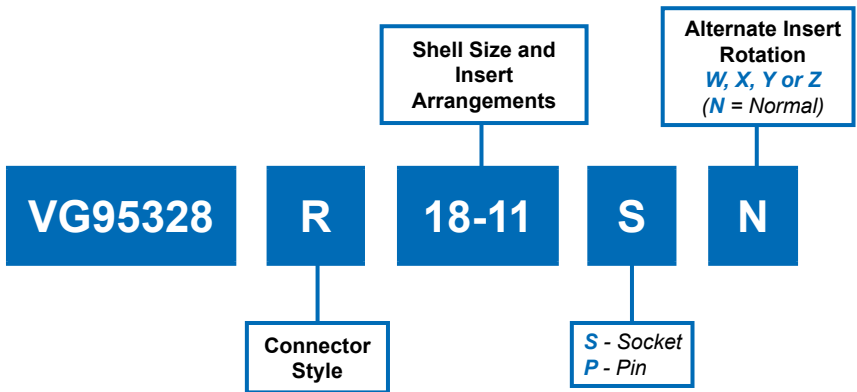 Shell Size and
Insert
Arrangements
Alternate Insert
Rotation
W, X, Y or Z
(N = Normal)
VG95328 R 18-11 S N
Connector
Style
S - Socket
P - Pin